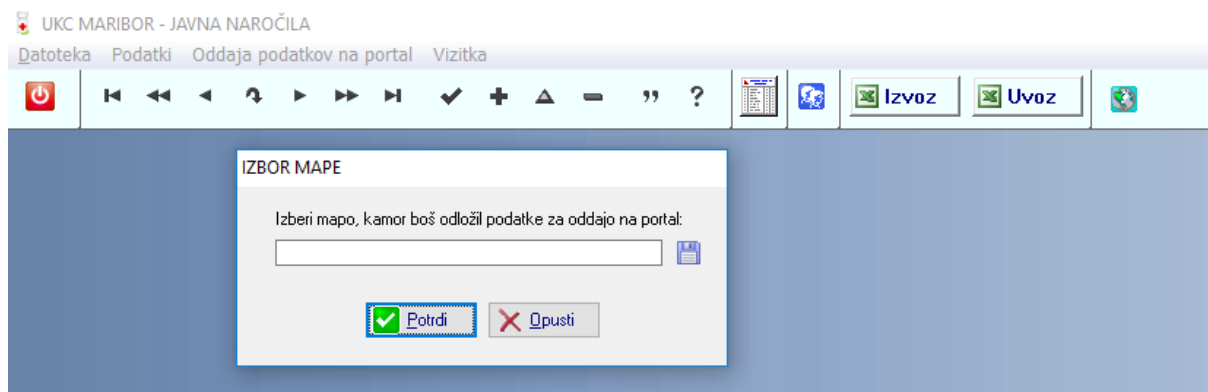 UKC MARIBOR - JAVNA NAROČILA
Datoteka Podatki Oddaja podatkov na portal Vizitka
” ? Izvoz Uvoz
IZBOR MAPE
Izberi mapo, kamor boš odložil podatke za oddajo na portal:
Potrdi Opusti